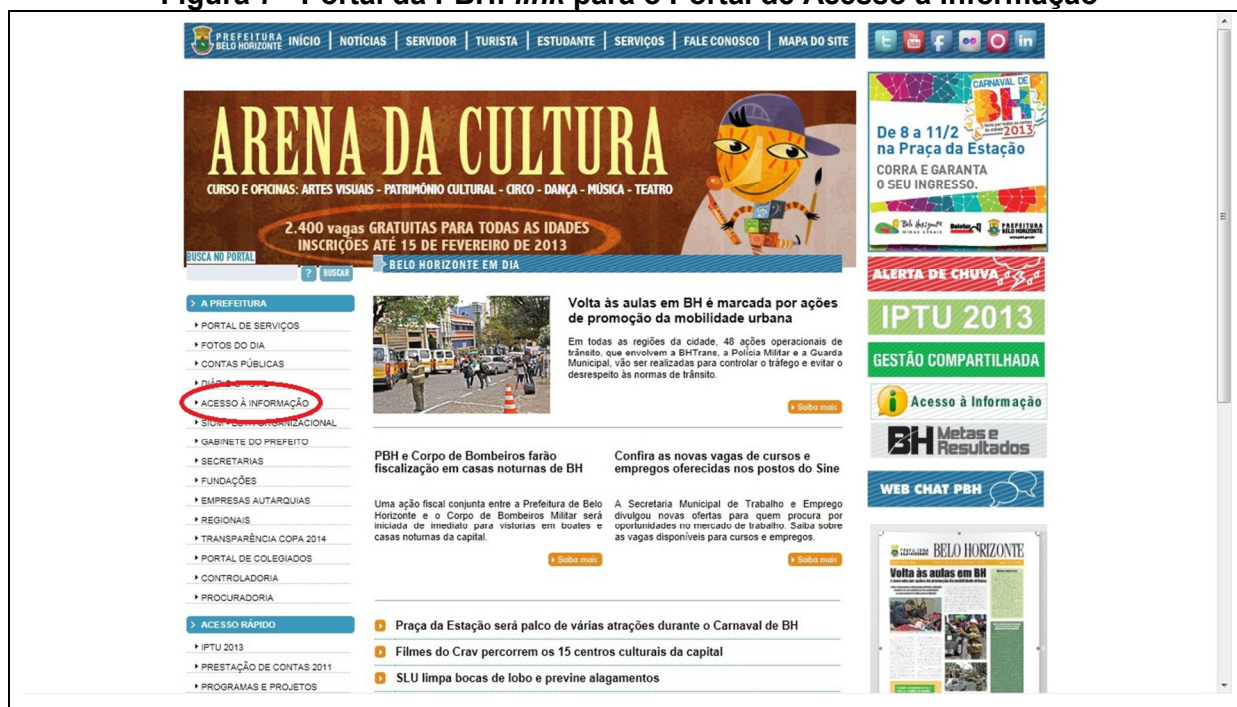 PREFEITURA
BELO HORIZONTE
INÍCIO | NOTÍCIAS | SERVIDOR | TURISTA | ESTUDANTE | SERVIÇOS | FALE CONOSCO | MAPA DO SITE
ARENA DA CULTURA
CURSO E OFICINAS: ARTES VISUAIS - PATRIMÔNIO CULTURAL - CIRCO - DANÇA - MÚSICA - TEATRO
2.400 vagas GRATUITAS PARA TODAS AS IDADES
INSCRIÇÕES ATÉ 15 DE FEVEREIRO DE 2013
BUSCA NO PORTAL
? BUSCAR
A PREFEITURA
PORTAL DE SERVIÇOS
FOTOS DO DIA
CONTAS PÚBLICAS
ACESSO À INFORMAÇÃO
GABINETE DO PREFEITO
SECRETARIAS
FUNDAÇÕES
EMPRESAS AUTARQUIAS
REGIONAIS
TRANSPARÊNCIA COPA 2014
PORTAL DE COLEGIADOS
CONTROLADORIA
PROCURADORIA
ACESSO RÁPIDO
IPTU 2013
PRESTAÇÃO DE CONTAS 2011
PROGRAMAS E PROJETOS
BELO HORIZONTE EM DIA
Volta às aulas em BH é marcada por ações
de promoção da mobilidade urbana
Em todas as regiões da cidade, 48 ações operacionais de
trânsito, que envolvem a BHTrans, a Polícia Militar e a Guarda
Municipal, vão ser realizadas para controlar o tráfego e evitar o
desrespeito às normas de trânsito.
Saiba mais
PBH e Corpo de Bombeiros farão
fiscalização em casas noturnas de BH
Uma ação fiscal conjunta entre a Prefeitura de Belo
Horizonte e o Corpo de Bombeiros Militar será
iniciada de imediato para vistorias em boates e
casas noturnas da capital.
Saiba mais
Confira as novas vagas de cursos e
empregos oferecidas nos postos do Sine
A Secretaria Municipal de Trabalho e Emprego
divulgou novas ofertas para quem procura por
oportunidades no mercado de trabalho. Saiba sobre
as vagas disponíveis para cursos e empregos.
Saiba mais
Praça da Estação será palco de várias atrações durante o Carnaval de BH
Filmes do Crav percorrem os 15 centros culturais da capital
SLU limpa bocas de lobo e previne alagamentos
CARNAVAL DE
BH
2013
De 8 a 11/2
na Praça da Estação
CORRA E GARANTA
O SEU INGRESSO.
Belo Horizonte
MINAS GERAIS
Belotur
PREFEITURA
BELO HORIZONTE
ALERTA DE CHUVA
IPTU 2013
GESTÃO COMPARTILHADA
Acesso à Informação
BH Metas e
Resultados
WEB CHAT PBH
BELO HORIZONTE
Volta às aulas em BH